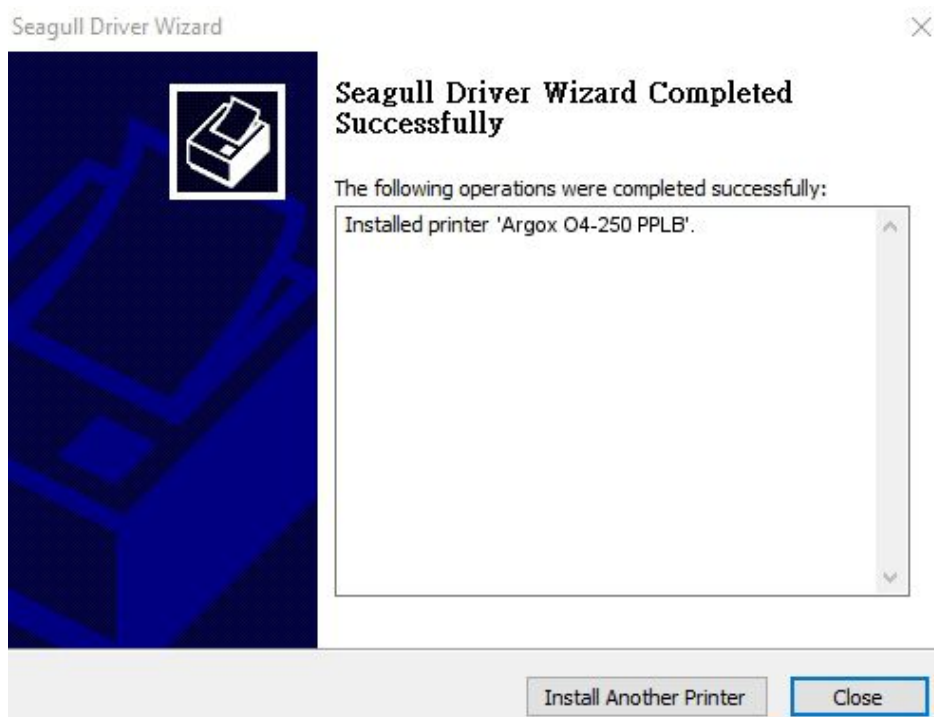 Seagull Driver Wizard
Seagull Driver Wizard Completed
Successfully
The following operations were completed successfully:
Installed printer 'Argox O4-250 PPLB'.
Install Another Printer
Close